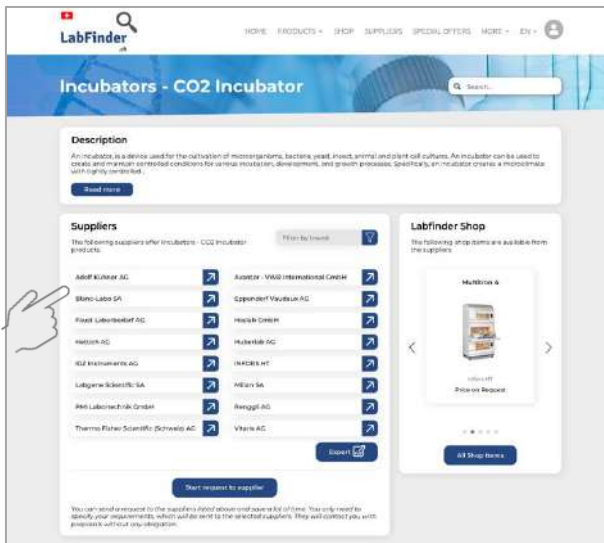 LabFinder
.ch
HOME PRODUCTS SHOP SUPPLIERS SPECIAL OFFERS MORE EN
Incubators - CO2 Incubator
Search...
Description
An incubator, is a device used for the cultivation of microorganisms, bacteria, yeast, insect, animal and plant cell cultures. An incubator can be used to
create and maintain controlled conditions for various incubation, development, and growth processes. Specifically, an incubator creates a microclimate
with tightly controlled...
Read more
Suppliers
The following suppliers offer Incubators - CO2 Incubator
products.
Filter by brand
Adolf Kühner AG
Avantor - VWR International GmbH
Blanc-Labo SA
Eppendorf Vaudaux AG
Faust Laborbedarf AG
Haslab GmbH
Hettich AG
Huberlab AG
IG2 Instruments AG
INFORS HT
Labgene Scientific SA
Milian SA
PMI Labortechnik GmbH
Renggli AG
Thermo Fisher Scientific (Schweiz) AG
Vitaris AG
Export
Start request to supplier
You can send a request to the suppliers listed above and save a lot of time. You only need to
specify your requirements, which will be sent to the selected suppliers. They will contact you with
proposals without any obligation.
Labfinder Shop
The following shop items are available from
the suppliers
Multitron
Price on Request
All Shop Items